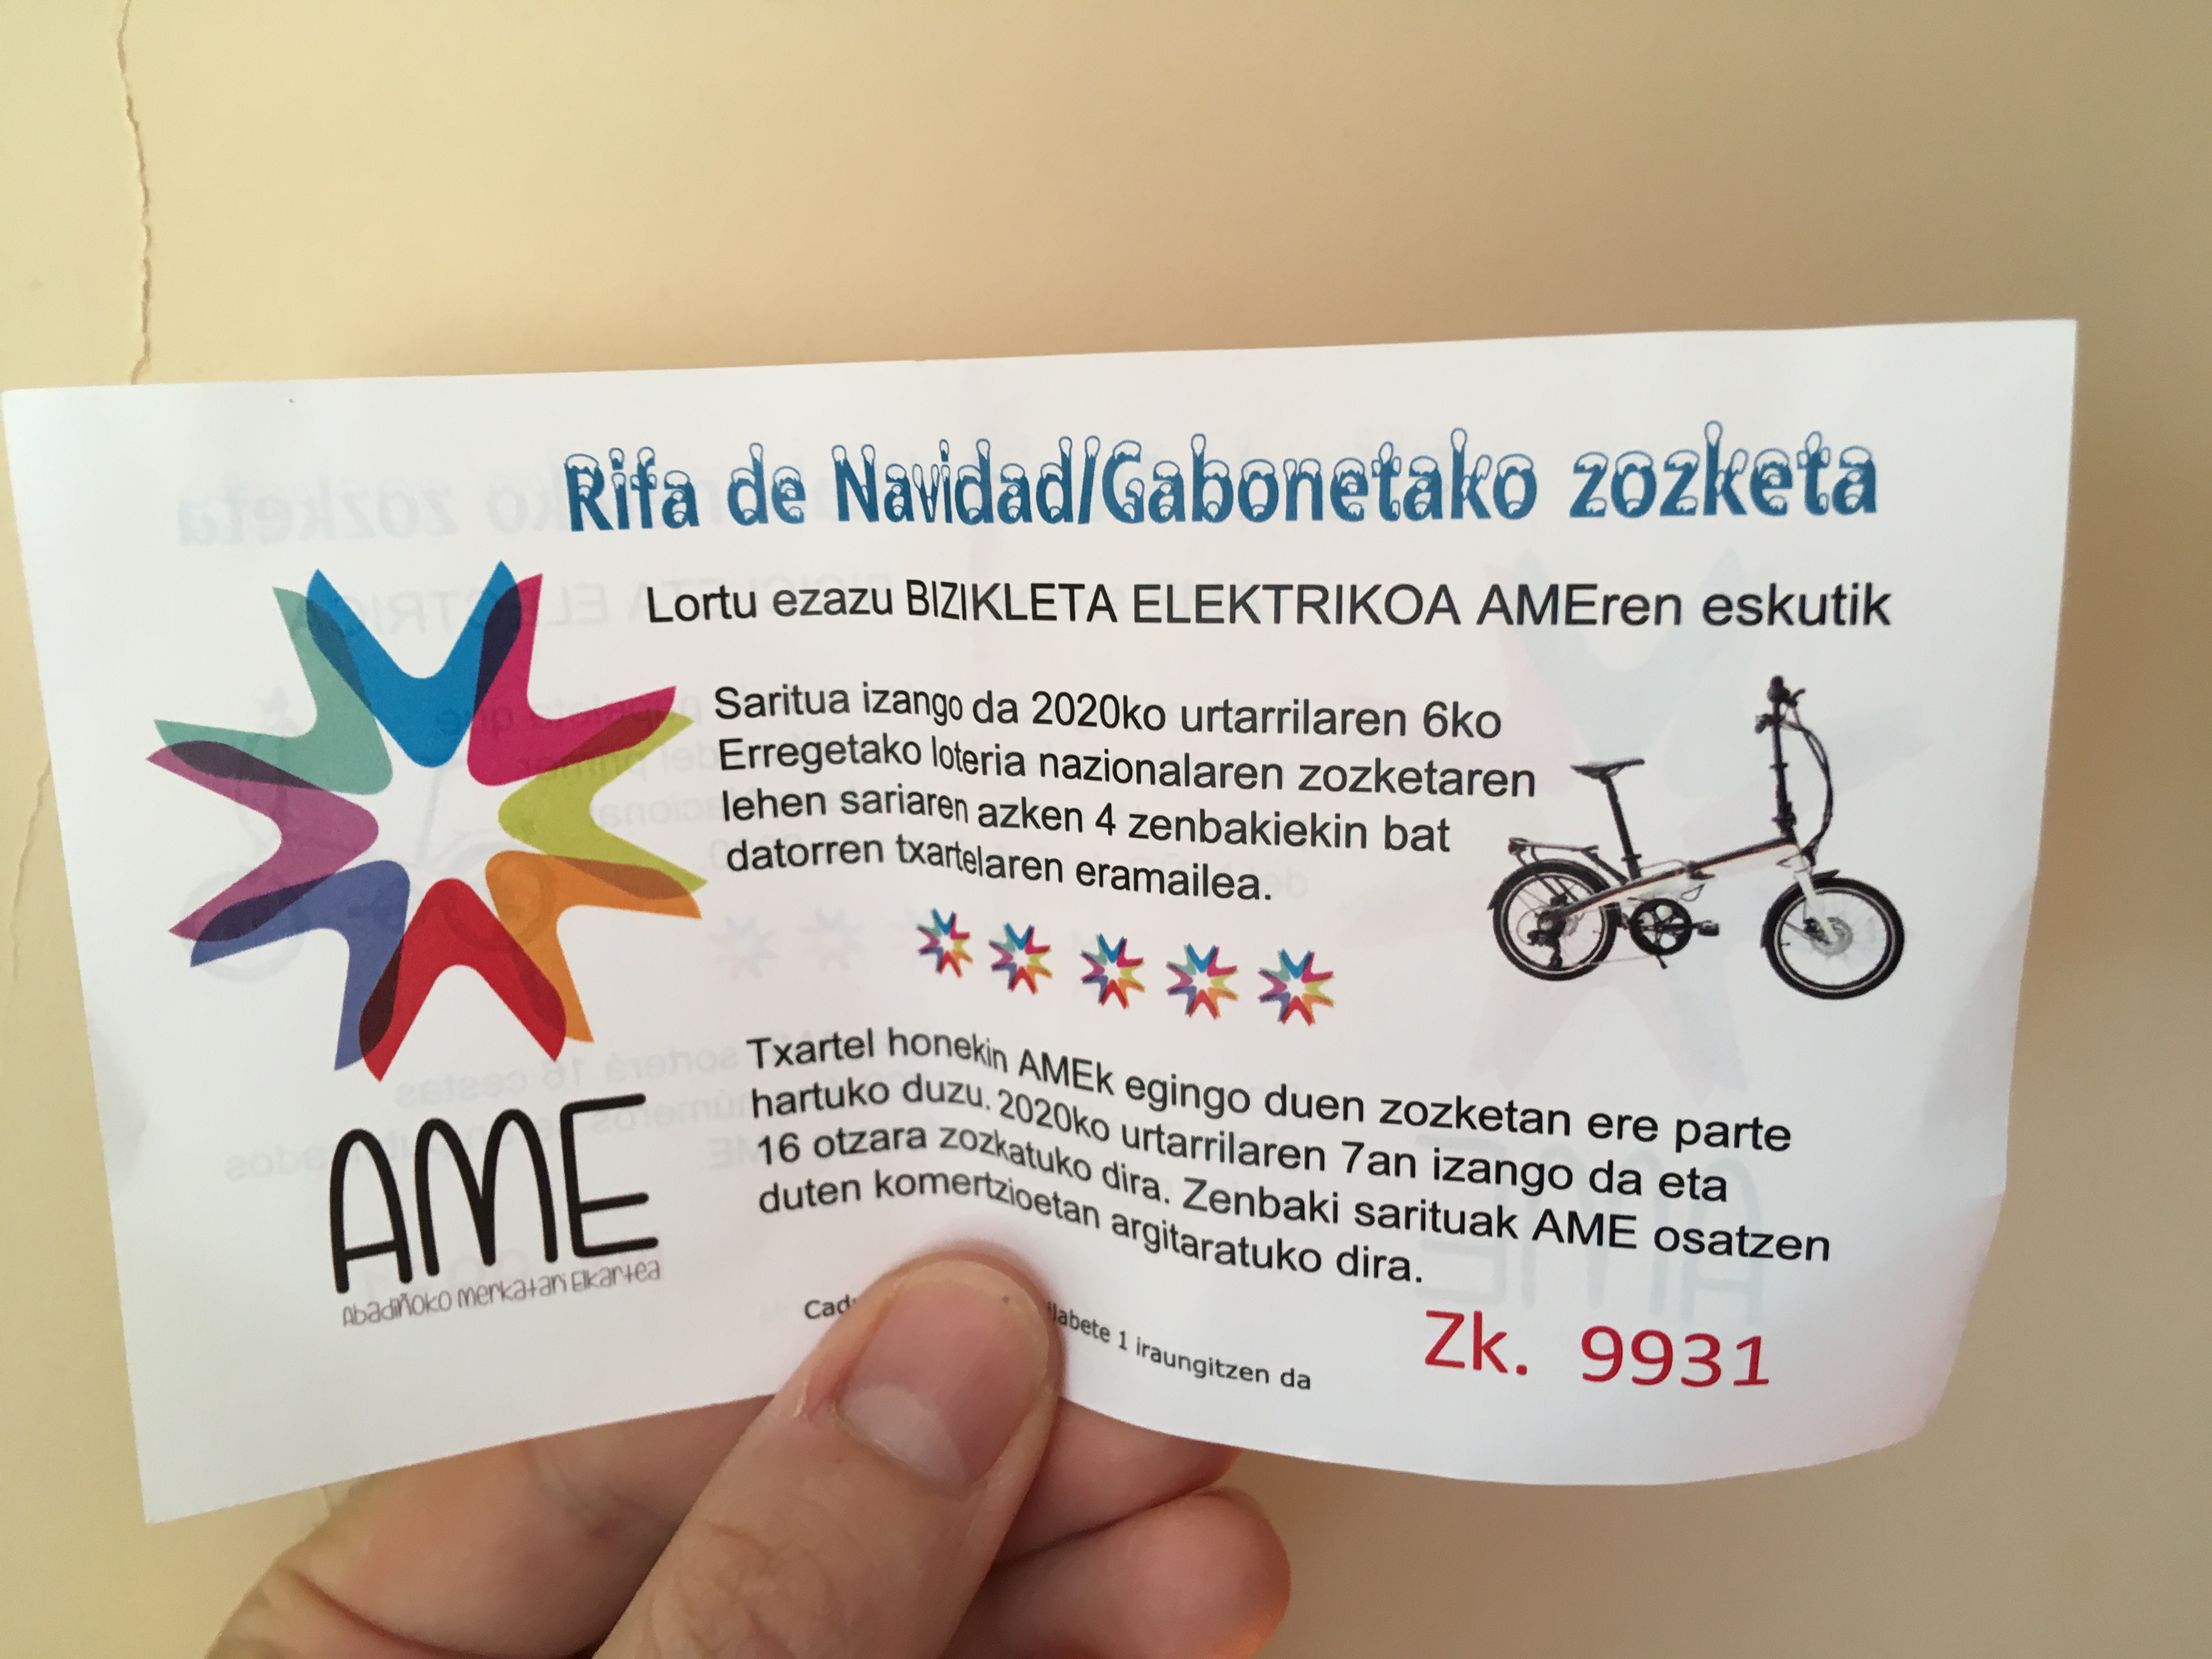 Rifa de Navidad/Gabonetako zozketa
Lortu ezazu BIZIKLETA ELEKTRIKOA AMEren eskutik
Saritua izango da 2020ko urtarrilaren 6ko
Erregetako loteria nazionalaren zozketaren
lehen sariaren azken 4 zenbakiekin bat
datorren txartelaren eramailea.
Txartel honekin AMEk egingo duen zozketan ere parte
hartuko duzu. 2020ko urtarrilaren 7an izango da eta
16 otzara zozkatuko dira. Zenbaki sarituak AME osatzen
duten komertzioetan argitaratuko dira.
AME
Abadiñoko Merkatari Elkartea
1 iraungitzen da
Zk. 9931